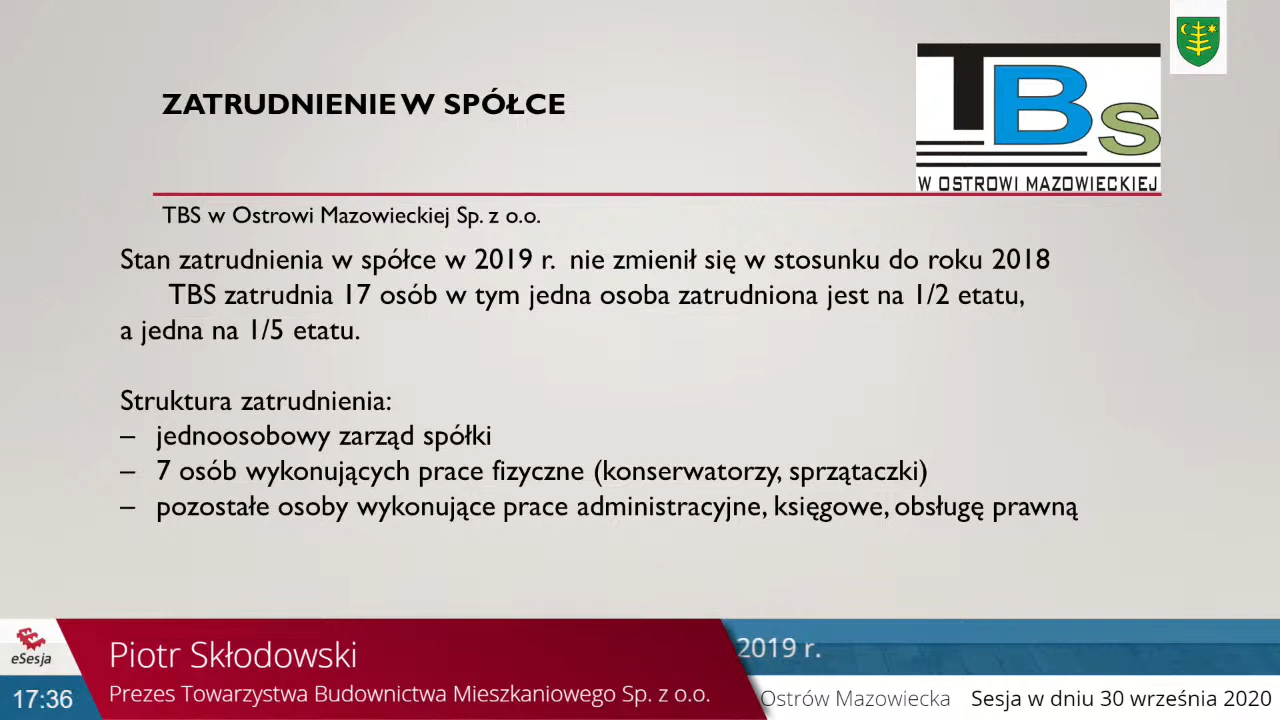 ZATRUDNIENIE W SPÓŁCE
TBS
W OSTROWI MAZOWIECKIEJ
TBS w Ostrowi Mazowieckiej Sp. z o.o.
Stan zatrudnienia w spółce w 2019 r. nie zmienił się w stosunku do roku 2018
TBS zatrudnia 17 osób w tym jedna osoba zatrudniona jest na 1/2 etatu,
a jedna na 1/5 etatu.
Struktura zatrudnienia:
– jednoosobowy zarząd spółki
– 7 osób wykonujących prace fizyczne (konserwatorzy, sprzątaczki)
– pozostałe osoby wykonujące prace administracyjne, księgowe, obsługę prawną
eSesja
17:36
Piotr Skłodowski
Prezes Towarzystwa Budownictwa Mieszkaniowego Sp. z o.o.
2019 r.
Ostrów Mazowiecka Sesja w dniu 30 września 2020